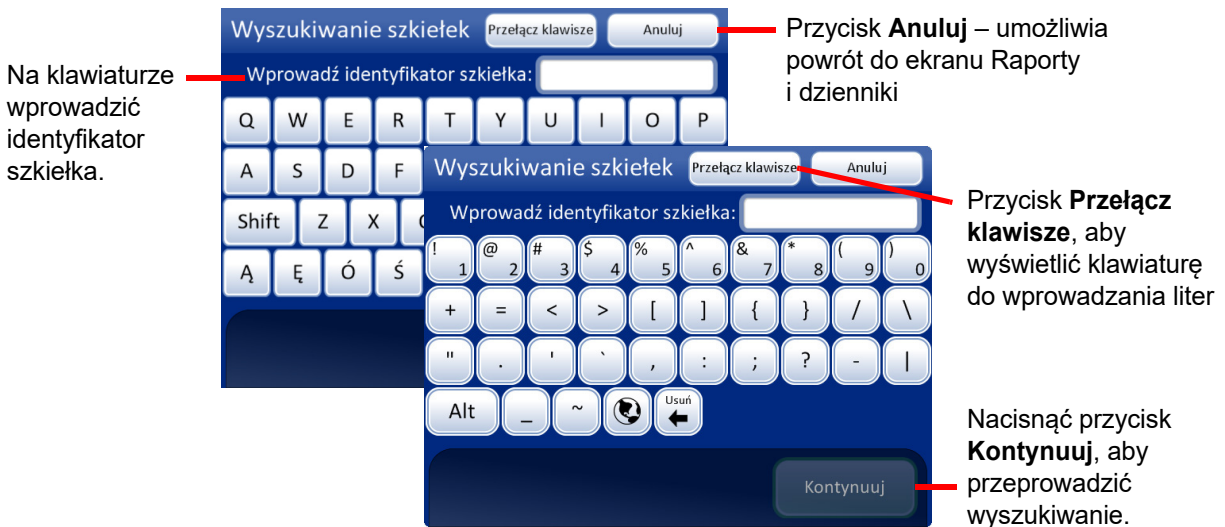 Na klawiaturze
wprowadzić
identyfikator
szkiełka.
Wyszukiwanie szkiełek Przełącz klawisze Anuluj
Wprowadź identyfikator szkiełka:
Q W E R T Y U I O P
A S D F
Shift Z X
Ą Ę Ó Ś
Przycisk Anuluj – umożliwia
powrót do ekranu Raporty
i dzienniki
Wyszukiwanie szkiełek Przełącz klawisze Anuluj
Wprowadź identyfikator szkiełka:
! 1 @ 2 # 3 $ 4 % 5 ^ 6 & 7 * 8 ( 9 ) 0
+ = < > [ ] { } / \
" . ' ` , : ; ? - |
Alt _ ~ Usuń
Kontynuuj
Przycisk Przełącz
klawisze, aby
wyświetlić klawiaturę
do wprowadzania liter
Nacisnąć przycisk
Kontynuuj, aby
przeprowadzić
wyszukiwanie.